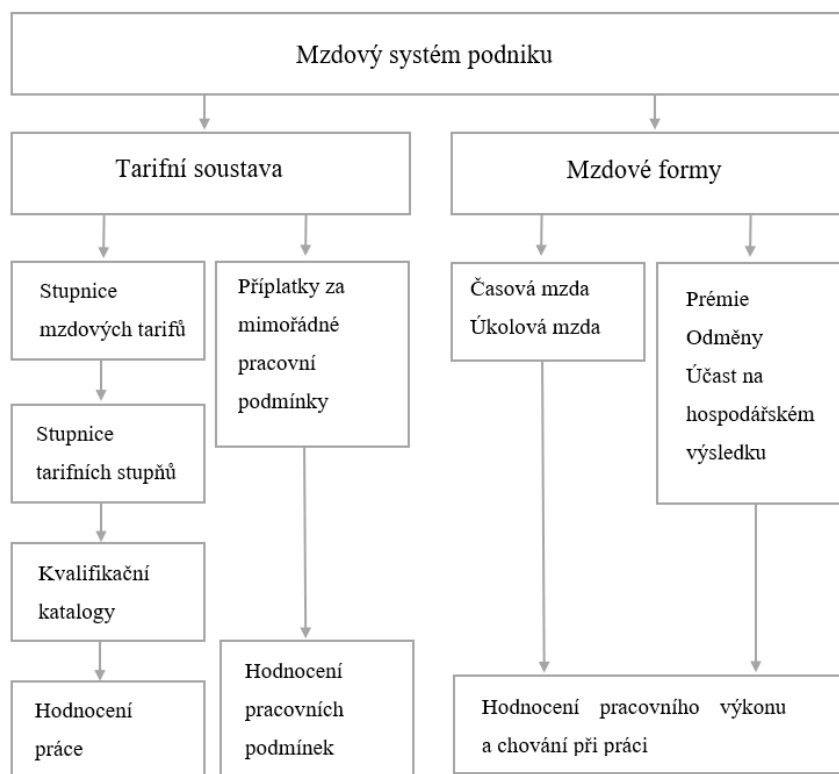 Mzdový systém podniku
Tarifní soustava
Mzdové formy
Stupnice
mzdových tarifů
Příplatky za
mimořádné
pracovní
podmínky
Časová mzda
Úkolová mzda
Prémie
Odměny
Účast na
hospodářském
výsledku
Stupnice
tarifních stupňů
Kvalifikační
katalogy
Hodnocení
práce
Hodnocení
pracovních
podmínek
Hodnocení pracovního výkonu
a chování při práci